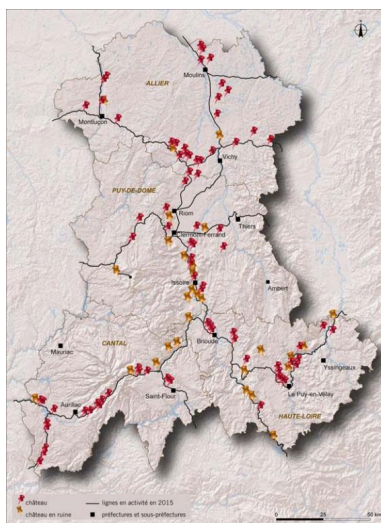 N
ALLIER
Moulins
Montluçon
Vichy
PUY-DE-DOME
Riom
Clermont-Ferrand
Thiers
Issoire
Ambert
CANTAL
Mauriac
Brioude
Yssingeaux
Aurillac
Saint-Flour
Le Puy-en-Velay
HAUTE-LOIRE
château
lignes en activité en 2015
château en ruine
préfectures et sous-préfectures
0 25 50 km